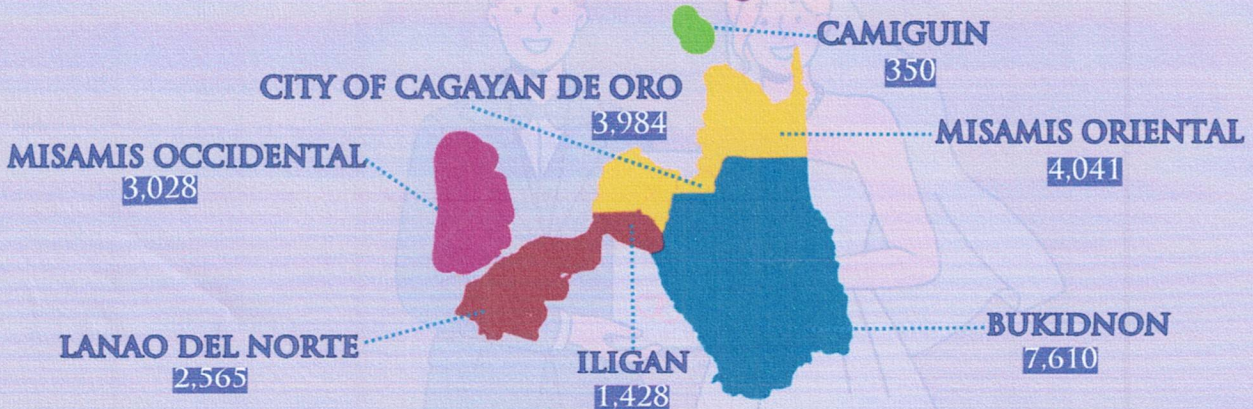 CAMIGUIN
350
CITY OF CAGAYAN DE ORO
3,984
MISAMIS ORIENTAL
4,041
MISAMIS OCCIDENTAL
3,028
LANAO DEL NORTE
2,565
ILIGAN
1,428
BUKIDNON
7,610